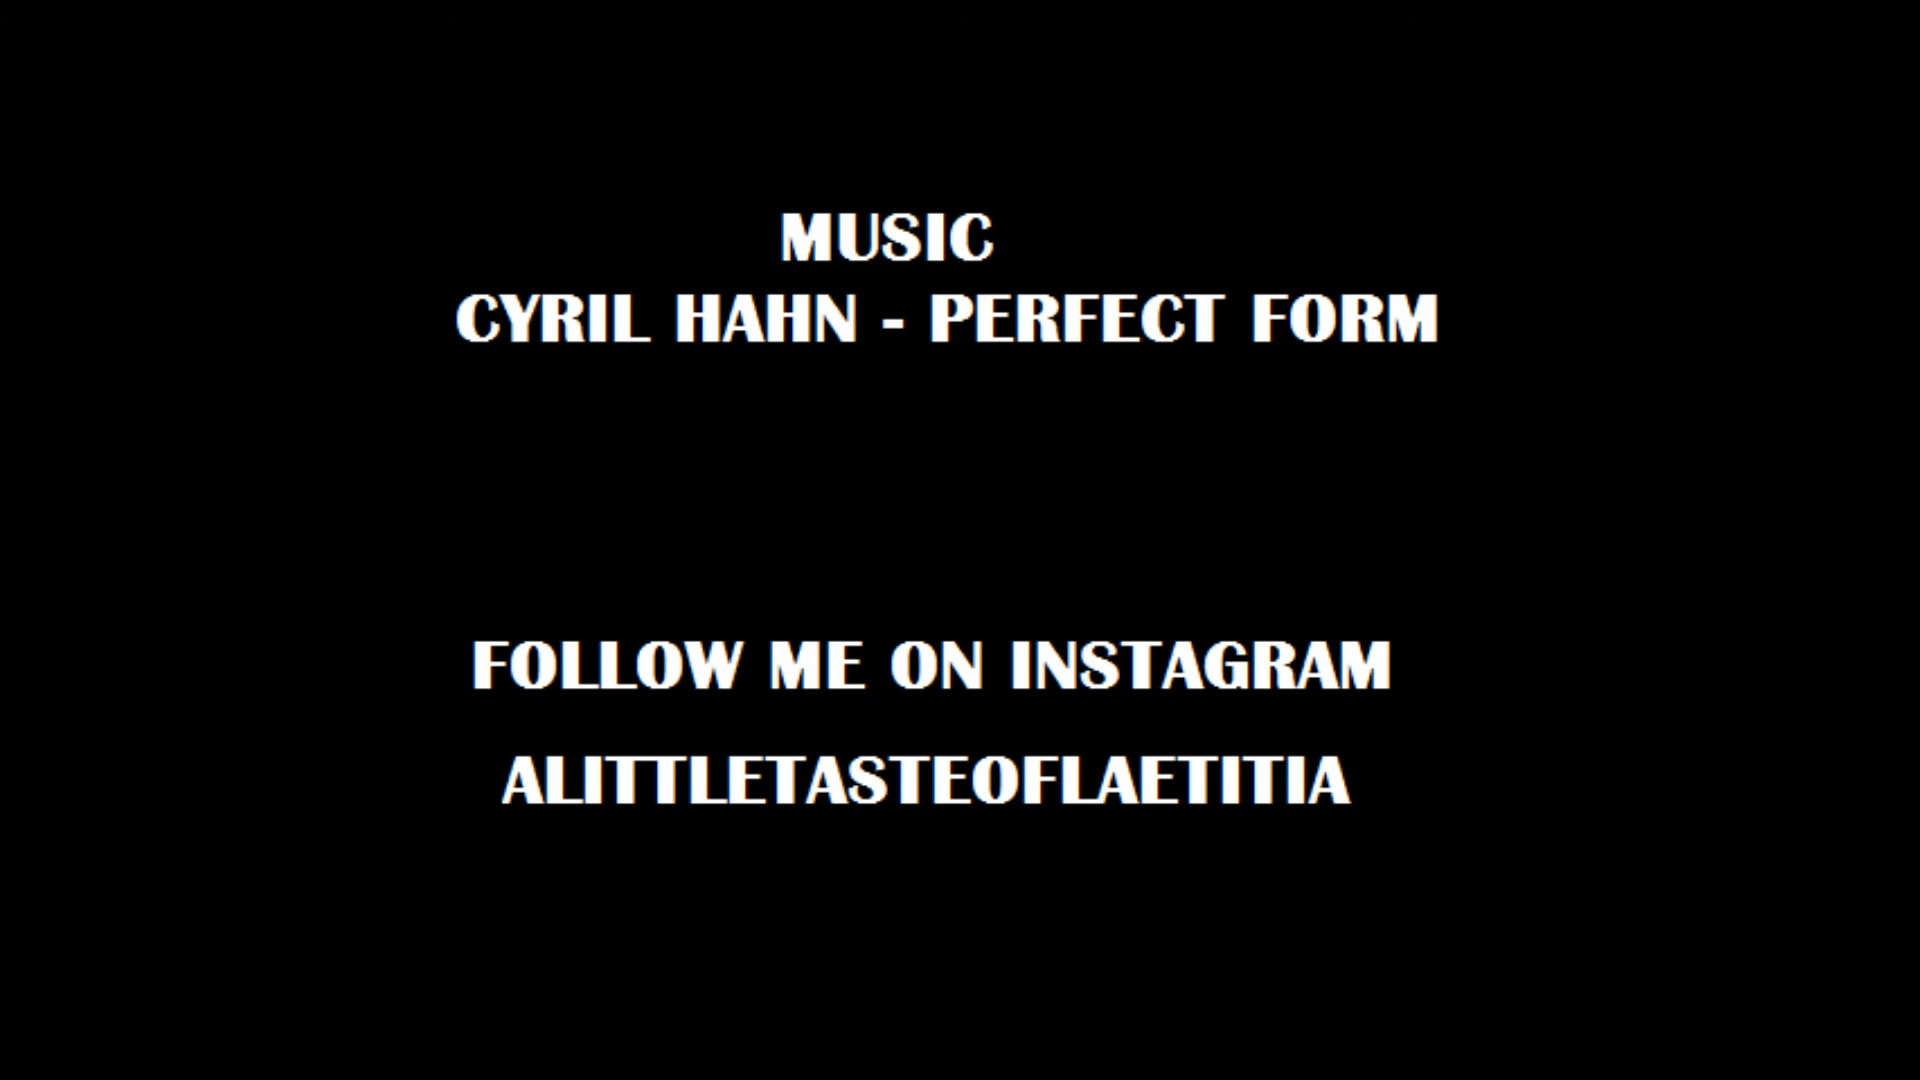 MUSIC
CYRIL HAHN - PERFECT FORM
FOLLOW ME ON INSTAGRAM
ALITTLETASTEOFLAETITIA